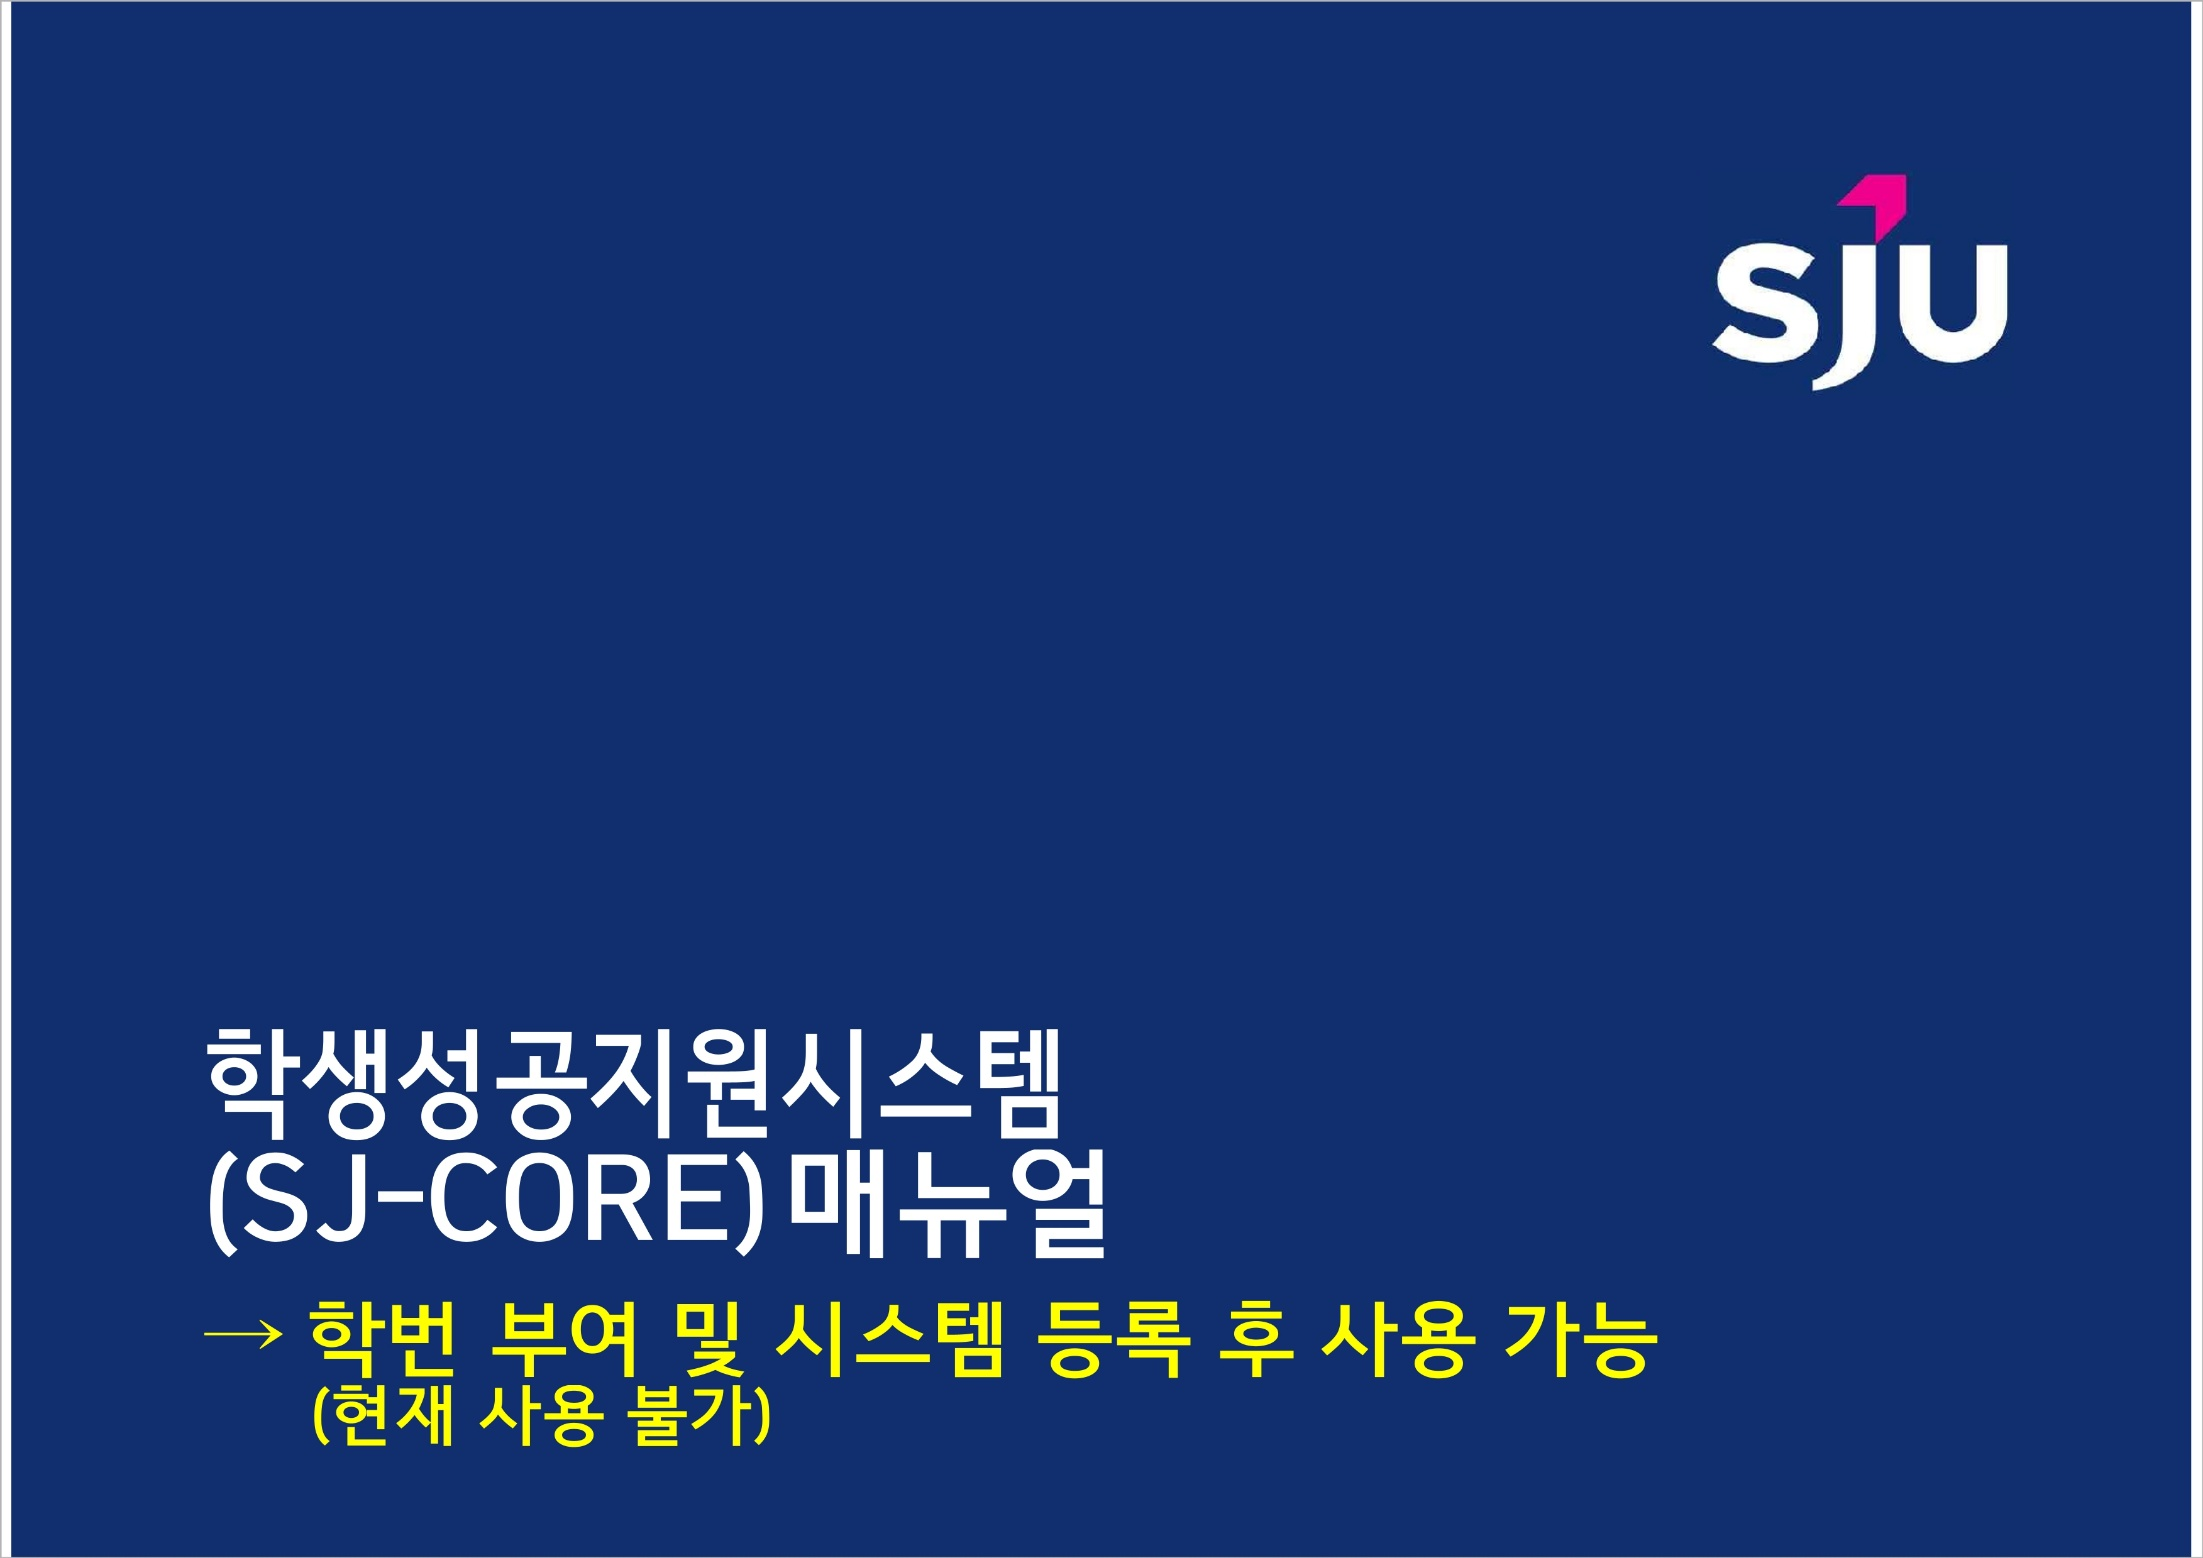 sju
학생성공지원시스템
(SJ-CORE) 매뉴얼
→ 학번 부여 및 시스템 등록 후 사용 가능
(현재 사용 불가)